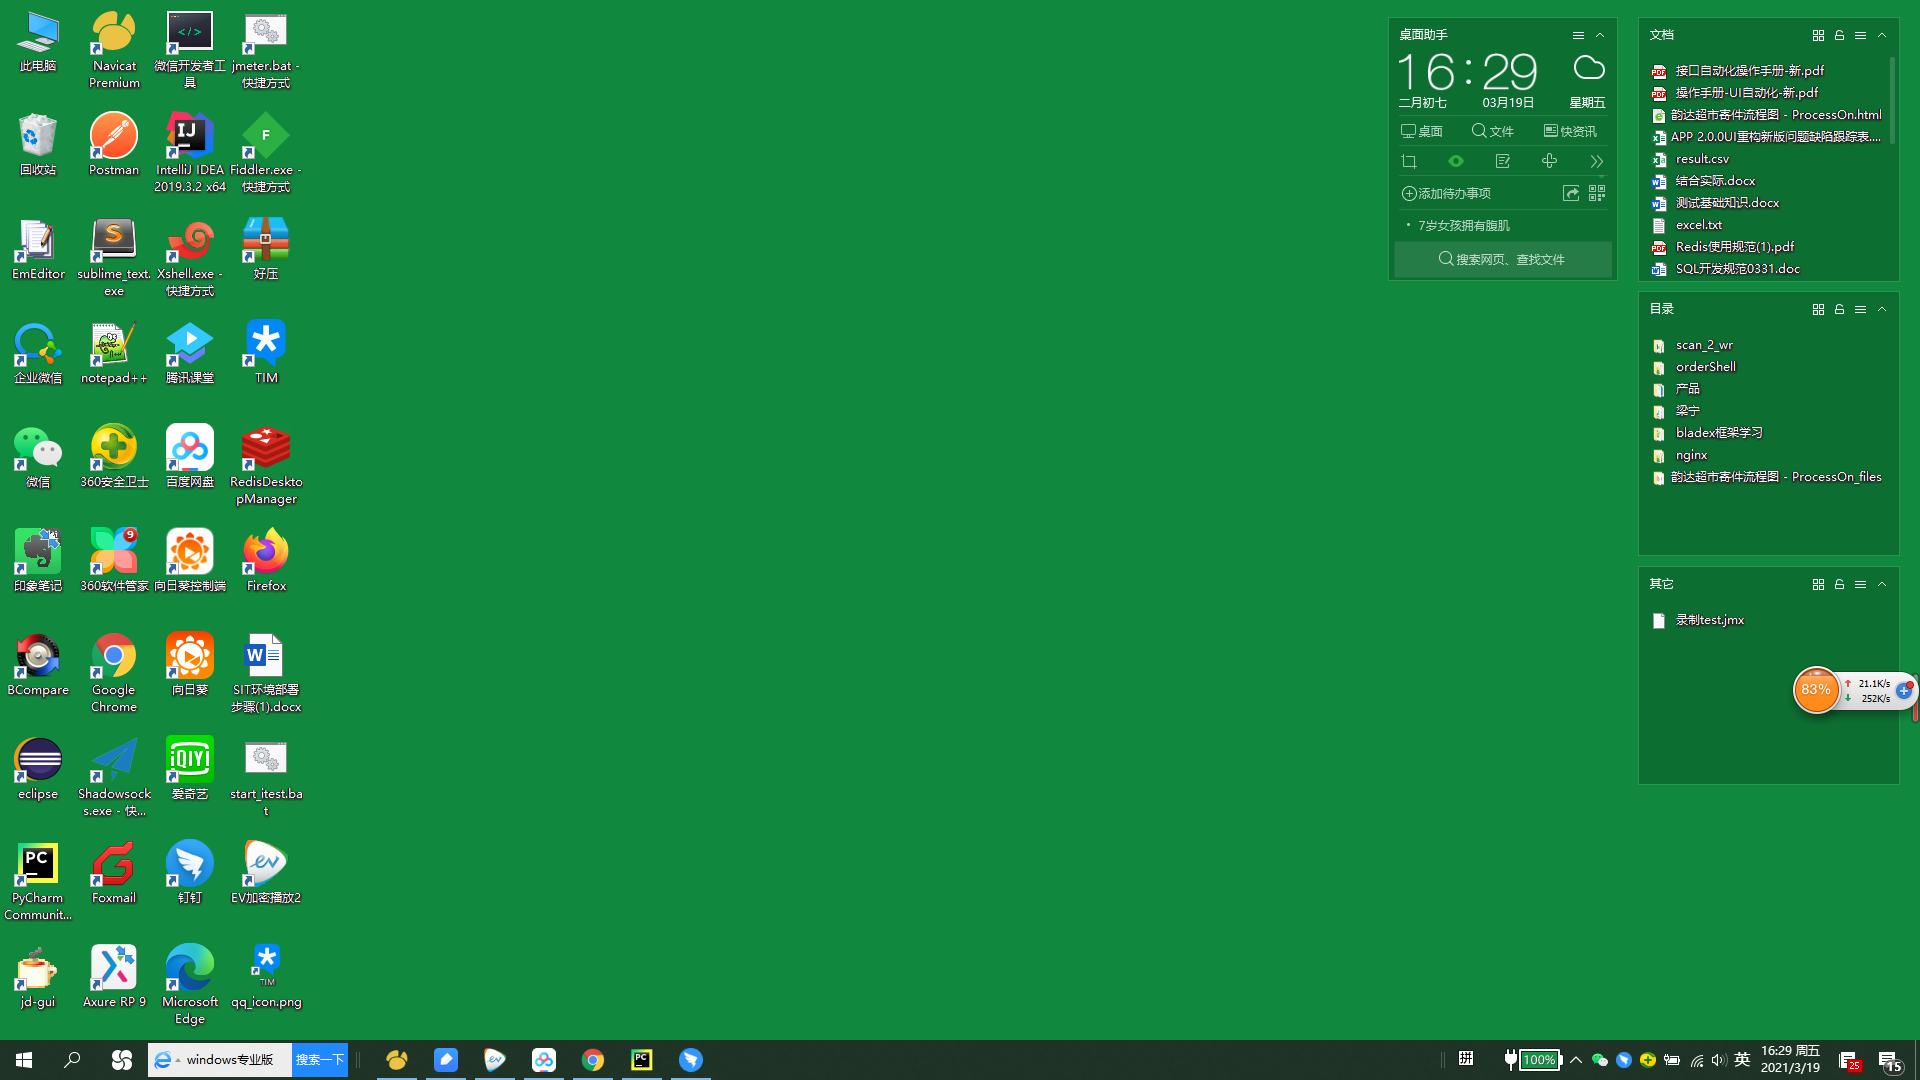 此电脑
Navicat
Premium
微信开发者工
具
jmeter.bat -
快捷方式
回收站
Postman
IntelliJ IDEA
2019.3.2 x64
Fiddler.exe -
快捷方式
EmEditor
sublime_text.
exe
Xshell.exe -
快捷方式
好压
企业微信
notepad++
腾讯课堂
TIM
微信
360安全卫士
百度网盘
RedisDeskto
pManager
印象笔记
9
360软件管家
向日葵控制端
Firefox
BCompare
Google
Chrome
向日葵
SIT环境部署
步骤(1).docx
eclipse
Shadowsock
s.exe - 快...
iQIYI
爱奇艺
start_itest.ba
t
PyCharm
Communit...
Foxmail
钉钉
EV加密播放2
jd-gui
Axure RP 9
Microsoft
Edge
TIM
qq_icon.png
桌面助手
16:29
二月初七
03月19日
星期五
桌面
文件
快资讯
添加待办事项
· 7岁女孩拥有腹肌
搜索网页、查找文件
文档
接口自动化操作手册-新.pdf
操作手册-UI自动化-新.pdf
韵达超市寄件流程图 - ProcessOn.html
APP 2.0.0UI重构新版问题缺陷跟踪表....
result.csv
结合实际.docx
测试基础知识.docx
excel.txt
Redis使用规范(1).pdf
SQL开发规范0331.doc
目录
scan_2_wr
orderShell
产品
梁宁
bladex框架学习
nginx
韵达超市寄件流程图 - ProcessOn_files
其它
录制test.jmx
83%
21.1K/s
252K/s
windows专业版
搜索一下
拼
100%
英
16:29 周五
2021/3/19
25
15